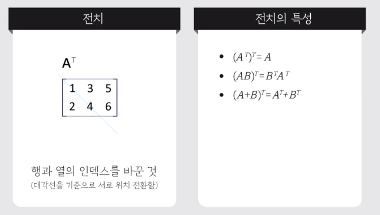 전치
A^T
1 3 5
2 4 6
행과 열의 인덱스를 바꾼 것
(대각선을 기준으로 서로 위치 전환함)
전치의 특성
• (A^T)^T= A
• (AB)^T=B^TA^T
• (A+B)^T=A^T+B^T